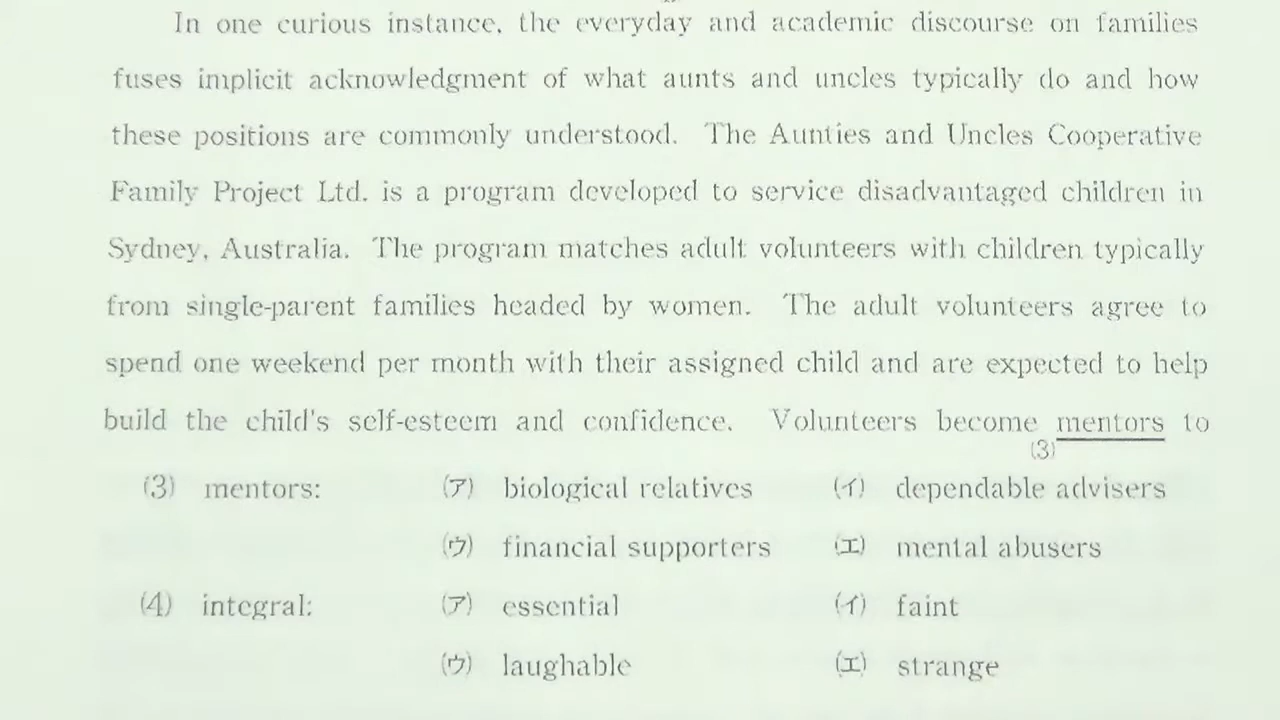 In one curious instance, the everyday and academic discourse on families
fuses implicit acknowledgment of what aunts and uncles typically do and how
these positions are commonly understood. The Aunties and Uncles Cooperative
Family Project Ltd. is a program developed to service disadvantaged children in
Sydney, Australia. The program matches adult volunteers with children typically
from single-parent families headed by women. The adult volunteers agree to
spend one weekend per month with their assigned child and are expected to help
build the child's self-esteem and confidence. Volunteers become mentors to
(3)
(3) mentors: (ア) biological relatives (イ) dependable advisers
(ウ) financial supporters (エ) mental abusers
(4) integral: (ア) essential (イ) faint
(ウ) laughable (エ) strange